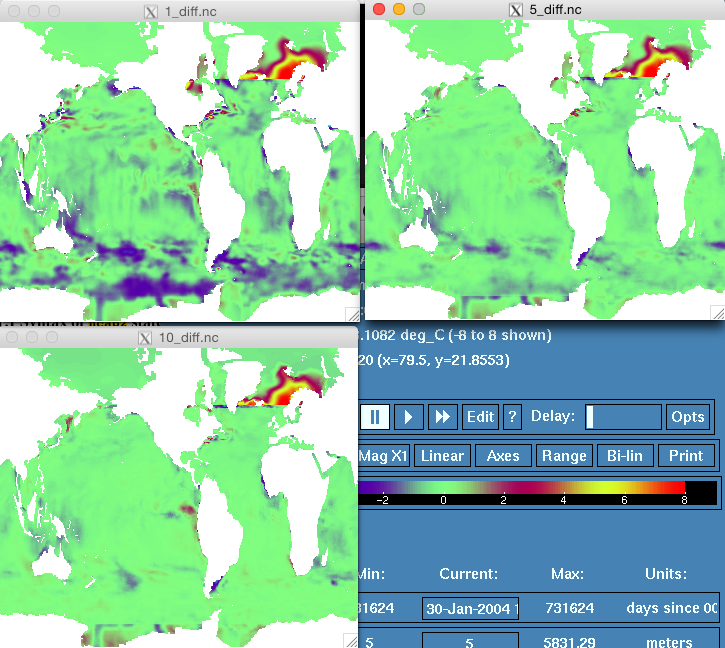 1_diff.nc
5_diff.nc
10_diff.nc
.1082 deg_C (-8 to 8 shown)
20 (x=79.5, y=21.8553)
Edit ? Delay: Opts
Mag X1 Linear Axes Range Bi-lin Print
-2 0 2 4 6 8
Min: Current: Max: Units:
31624 30-Jan-2004 1 731624 days since 00
5 5 5831.29 meters